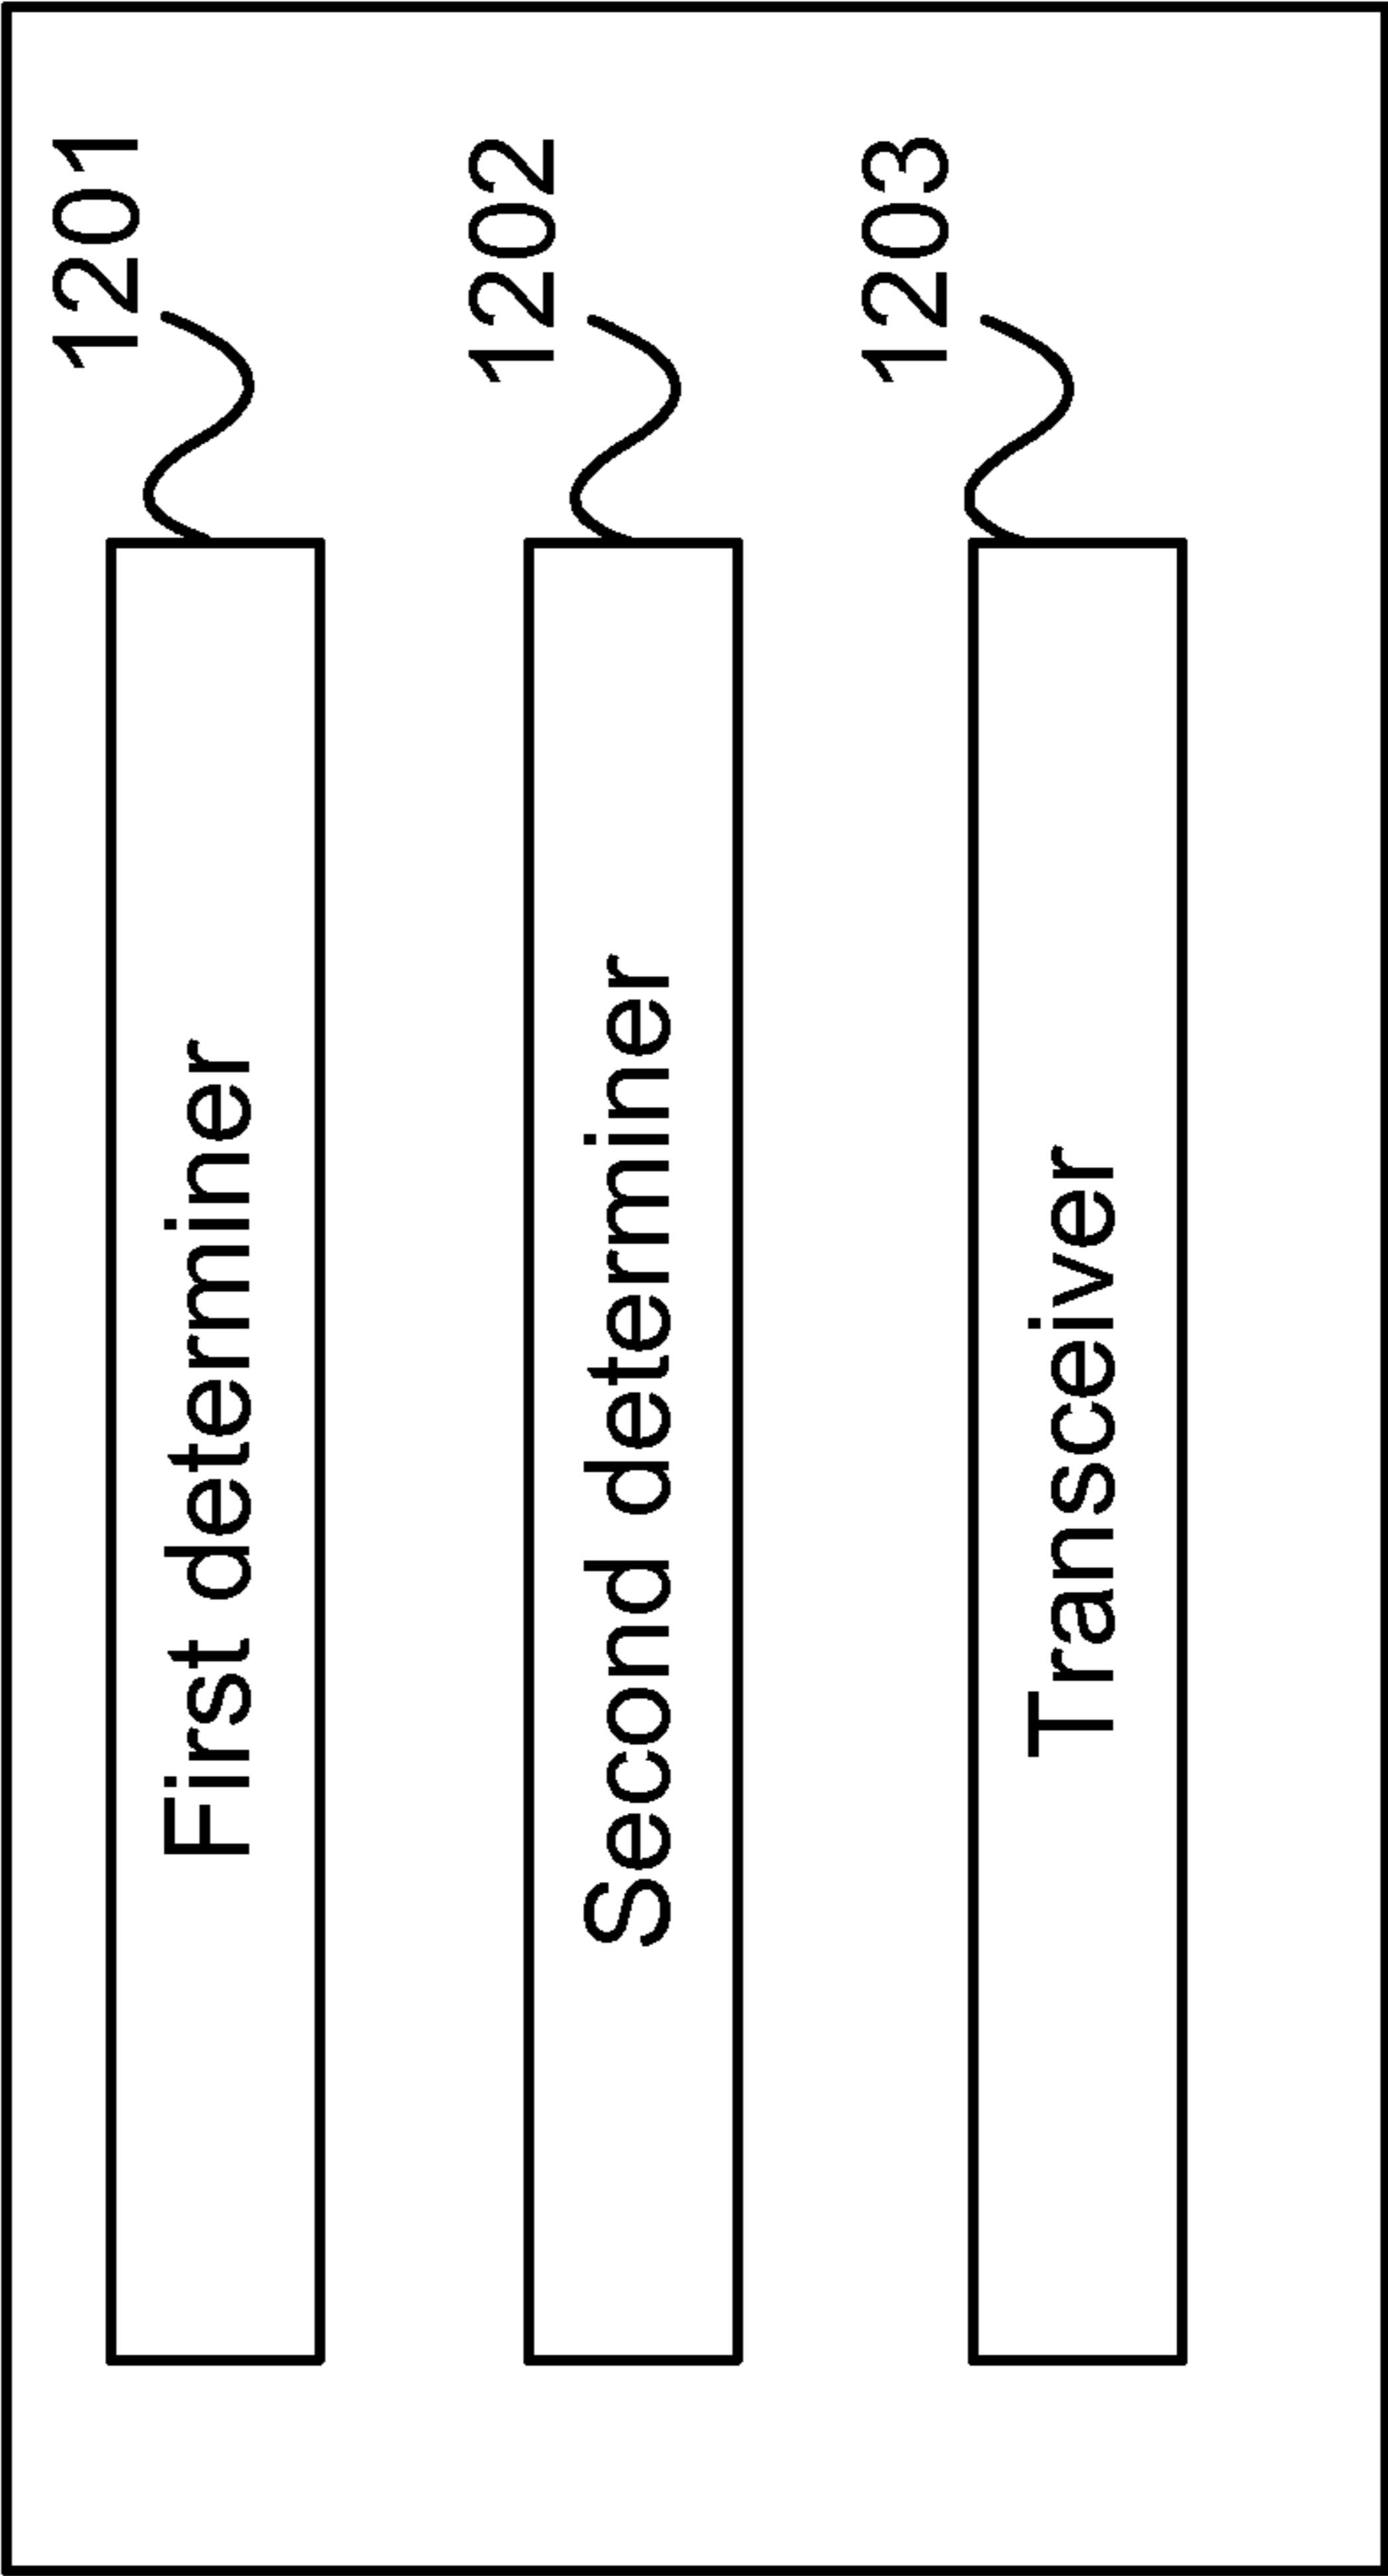 1201
First determiner
1202
Second determiner
1203
Transceiver